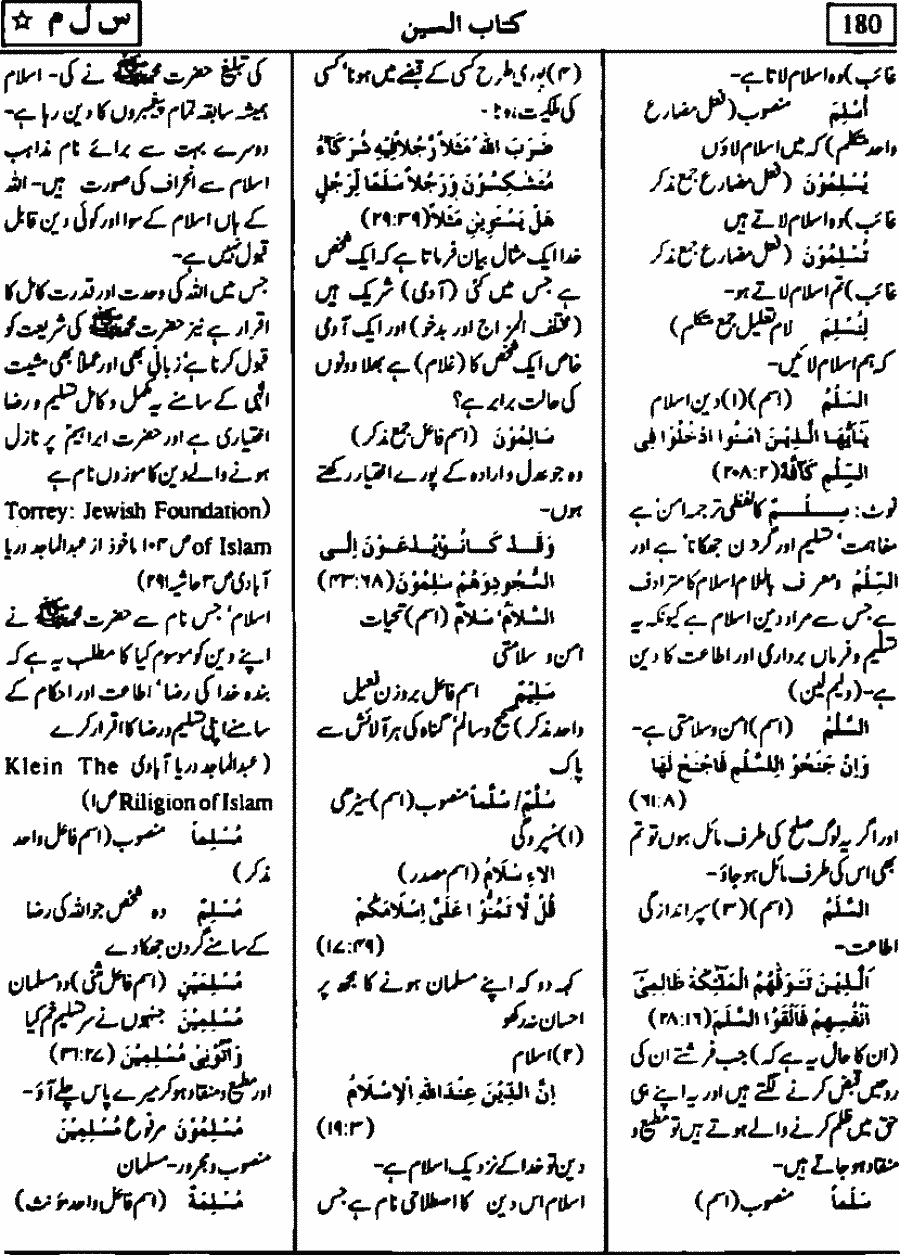 180
کتاب السین
س ل م ☆
غائب) وہ اسلام لاتا ہے۔
أُسْلِمَ منصوب (فعل مضارع
واحد متکلم) کہ میں اسلام لاؤں
يُسْلِمُوْنَ (فعل مضارع جمع مذکر
غائب) وہ اسلام لاتے ہیں
تُسْلِمُوْنَ (فعل مضارع جمع مذکر
غائب) تم اسلام لاتے ہو۔
لِنُسْلِمَ لام تعلیل جمع متکلم)
کہ ہم اسلام لائیں۔
السِّلْمُ (اسم) (۱) دین اسلام
يٰٓاَيُّهَا الَّذِيْنَ اٰمَنُوا ادْخُلُوْا فِى
السِّلْمِ كَآفَّةً (۲:۲۰۸)
نوٹ: سِلْمٌ کا لفظی ترجمہ امن ہے
مفاہمت' تسلیم اور گردن جھکانا' ہے اور
السِّلْمُ ومعرف باللام اسلام کا مترادف
ہے جس سے مراد دین اسلام ہے کیونکہ یہ
تسلیم و فرماں برداری اور اطاعت کا دین
ہے۔ (ولیم لین)
السَّلْمُ (اسم) امن و سلامتی ہے۔
وَاِنْ جَنَحُوْ الِلسَّلْمِ فَاجْنَحْ لَهَا
(۸:۶۱)
اور اگر یہ لوگ صلح کی طرف مائل ہوں تو تم
بھی اس کی طرف مائل ہو جاؤ۔
السَّلَمُ (اسم) (۳) سپر اندازگی
اطاعت۔
اَلَّذِيْنَ تَتَوَفّٰهُمُ الْمَلٰٓئِكَةُ ظَالِمِىْٓ
اَنْفُسِهِمْ فَاَلْقَوُا السَّلَمَ (۱۶:۲۸)
(ان کا حال یہ ہے کہ) جب فرشتے ان کی
روحیں قبض کرنے لگتے ہیں اور یہ اپنے ہی
حق میں ظلم کرنے والے ہوتے ہیں تو مطیع و
منقاد ہو جاتے ہیں۔
سَلَماً منصوب (اسم)
(۴) پوری طرح کسی کے قبضے میں ہونا' کسی
کی ملکیت ہونا۔
ضَرَبَ اللهُ مَثَلاً رَّجُلاً فِيْهِ شُرَكَآءُ
مُتَشٰكِسُوْنَ وَرَجُلاً سَلَمًا لِّرَجُلٍ
هَلْ يَسْتَوِيٰنِ مَثَلاً (۳۹:۲۹)
خدا ایک مثال بیان فرماتا ہے کہ ایک شخص
ہے جس میں کئی (آدمی) شریک ہیں
(مختلف المزاج اور بدخو) اور ایک آدمی
خاص ایک شخص کا (غلام) ہے بھلا دونوں
کی حالت برابر ہے؟
سَالِمُوْنَ (اسم فاعل جمع مذکر)
وہ جو عدل و ارادہ کے پورے اختیار رکھتے
ہوں۔
وَقَدْ كَانُوْا يُدْعَوْنَ اِلَى
السُّجُوْدِ وَهُمْ سٰلِمُوْنَ (۶۸:۴۳)
السَّلاَمُ' سَلاَمٌ (اسم) تحیات
امن و سلامتی
سَلِيْمٌ اسم فاعل بروزن فعیل
واحد مذکر) صحیح و سالم' گناہ کی ہر آلائش سے
پاک
سُلَّمٌ / سُلَّماً منصوب (اسم) سیڑھی
(۱) سپردگی
الاءِ سْلَامُ (اسم مصدر)
قُلْ لَّا تَمُنُّوْا عَلَىَّ اِسْلَامَكُمْ
(۴۹:۱۷)
کہہ دو کہ اپنے مسلمان ہونے کا مجھ پر
احسان نہ رکھو
(۲) اسلام
اِنَّ الدِّيْنَ عِنْدَ اللهِ الْاِسْلَامُ
(۳:۱۹)
دین تو خدا کے نزدیک اسلام ہے۔
اسلام اس دین کا اصطلاحی نام ہے جس
کی تبلیغ حضرت محمد ﷺ نے کی۔ اسلام
ہمیشہ سابقہ تمام پیغمبروں کا دین رہا ہے۔
دوسرے بہت سے برائے نام مذاہب
اسلام سے انحراف کی صورت ہیں۔ اللہ
کے ہاں اسلام کے سوا اور کوئی دین قابل
قبول نہیں ہے۔
جس میں اللہ کی وحدت اور قدرت کامل کا
اقرار ہے نیز حضرت محمد ﷺ کی شریعت کو
قبول کرنا ہے' زبانی بھی اور عملاً بھی مشیت
الٰہی کے سامنے یہ مکمل و کامل تسلیم و رضا
اختیاری ہے اور حضرت ابراہیمؑ پر نازل
ہونے والے دین کا موزوں نام ہے
(Torrey: Jewish Foundation
of Islam ص ۱۰۳ ماخوذ از عبدالماجد دریا
آبادی ص ۳ حاشیہ ۲۹۱)
اسلام' جس نام سے حضرت محمد ﷺ نے
اپنے دین کو موسوم کیا کا مطلب یہ ہے کہ
بندہ خدا کی رضا' اطاعت اور احکام کے
سامنے اپنی تسلیم و رضا کا اقرار کرے
(عبدالماجد دریا آبادی Klein The
Riligion of Islam ص ۱)
مُسْلِماً منصوب (اسم فاعل واحد
مذکر)
مُسْلِمٌ وہ شخص جو اللہ کی رضا
کے سامنے گردن جھکا دے
مُسْلِمَيْنِ (اسم فاعل تثنی) دو مسلمان
مُسْلِمِيْنَ جنہوں نے سر تسلیم خم کیا
وَاْتُوْنِىْ مُسْلِمِيْنَ (۲۷:۳۱)
اور مطیع و منقاد ہو کر میرے پاس چلے آؤ۔
مُسْلِمُوْنَ مرفوع مُسْلِمِيْنَ
منصوب و مجرور۔ مسلمان
مُسْلِمَةٌ (اسم فاعل واحد مؤنث)